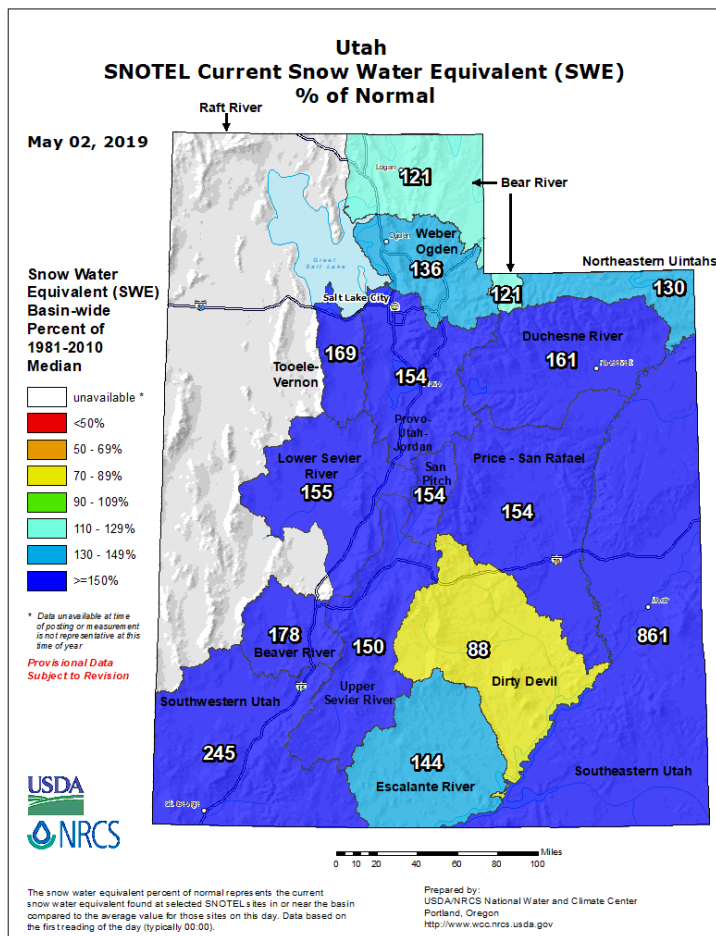 Utah
SNOTEL Current Snow Water Equivalent (SWE)
% of Normal
Raft River
May 02, 2019
Logan
121
Bear River
Ogden
Weber
Ogden
136
Northeastern Uintahs
121
130
Great
Salt Lake
80
Salt Lake City
Snow Water
Equivalent (SWE)
Basin-wide
Percent of
1981-2010
Median
unavailable *
<50%
50 - 69%
70 - 89%
90 - 109%
110 - 129%
130 - 149%
>=150%
* Data unavailable at time
of posting or measurement
is not representative at this
time of year
Provisional Data
Subject to Revision
169
Tooele-
Vernon
154
Provo-
Utah-
Jordan
Duchesne River
161
Lower Sevier
River
155
San
Pitch
154
Price - San Rafael
154
70
178
Beaver River
150
Upper
Sevier River
88
Dirty Devil
861
Southwestern Utah
15
245
144
Escalante River
Southeastern Utah
USDA
NRCS
Miles
0 5 10 20 40 60 80 100
The snow water equivalent percent of normal represents the current
snow water equivalent found at selected SNOTEL sites in or near the basin
compared to the average value for those sites on this day. Data based on
the first reading of the day (typically 00:00).
Prepared by:
USDA/NRCS National Water and Climate Center
Portland, Oregon
http://www.wcc.nrcs.usda.gov